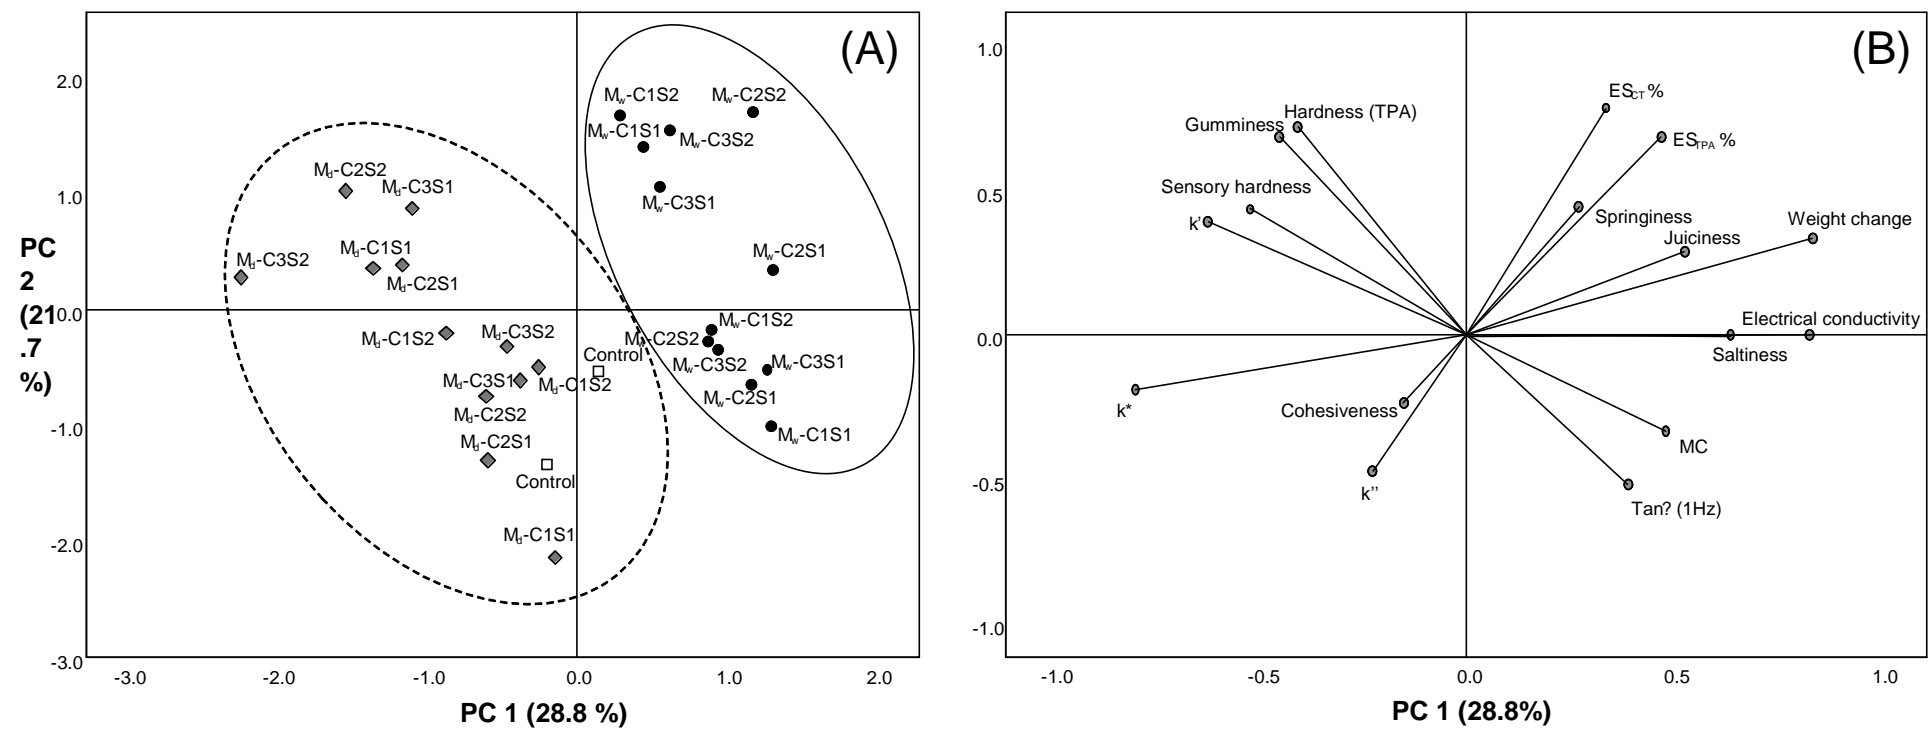 (A)
2.0
1.0
0.0
-1.0
-2.0
-3.0
PC
2
(21
.7
%)
Mw-C1S2
Mw-C2S2
Mw-C1S1
Mw-C3S2
Mw-C3S1
Mw-C2S1
Md-C2S2
Md-C3S1
Md-C1S1
Md-C3S2
Md-C2S1
Mw-C1S2
Md-C1S2
Md-C3S2
Mw-C2S2
Control
Mw-C3S2
Mw-C3S1
Md-C3S1
Md-C1S2
Mw-C2S1
Md-C2S2
Mw-C1S1
Md-C2S1
Control
Md-C1S1
-3.0 -2.0 -1.0 0.0 1.0 2.0
PC 1 (28.8 %)
(B)
1.0
0.5
0.0
-0.5
-1.0
ESCT %
Hardness (TPA)
Gumminess
ESTPA %
Sensory hardness
k'
Springiness
Weight change
Juiciness
Electrical conductivity
Saltiness
k*
Cohesiveness
MC
k''
Tan? (1Hz)
-1.0 -0.5 0.0 0.5 1.0
PC 1 (28.8%)